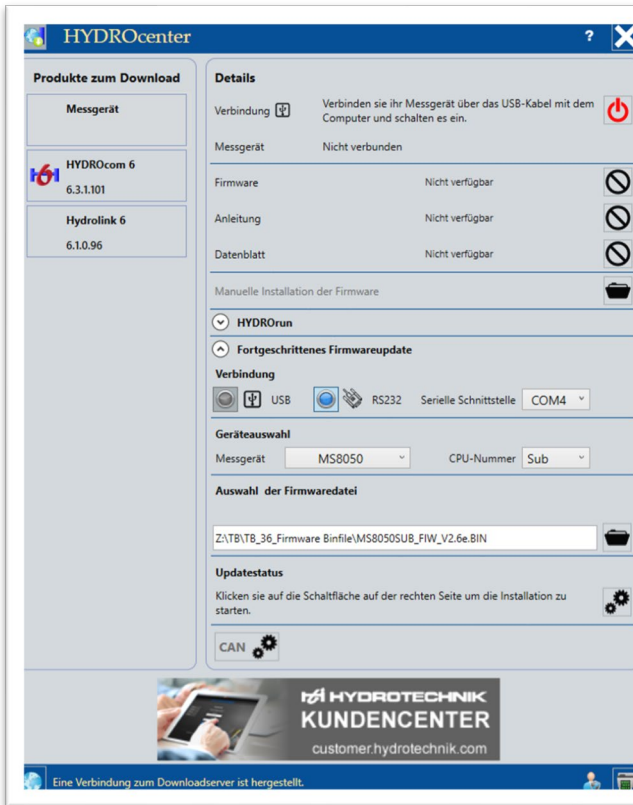 HYDROcenter
?
Produkte zum Download
Messgerät
HYDROcom 6
6.3.1.101
Hydrolink 6
6.1.0.96
Details
Verbindung
Verbinden sie ihr Messgerät über das USB-Kabel mit dem
Computer und schalten es ein.
Messgerät Nicht verbunden
Firmware Nicht verfügbar
Anleitung Nicht verfügbar
Datenblatt Nicht verfügbar
Manuelle Installation der Firmware
HYDROrun
Fortgeschrittenes Firmwareupdate
Verbindung
USB RS232 Serielle Schnittstelle COM4
Geräteauswahl
Messgerät MS8050 CPU-Nummer Sub
Auswahl der Firmwaredatei
Z:\TB\TB_36_Firmware Binfile\MS8050SUB_FIW_V2.6e.BIN
Updatestatus
Klicken sie auf die Schaltfläche auf der rechten Seite um die Installation zu
starten.
CAN
HYDROTECHNIK
KUNDENCENTER
customer.hydrotechnik.com
Eine Verbindung zum Downloadserver ist hergestellt.